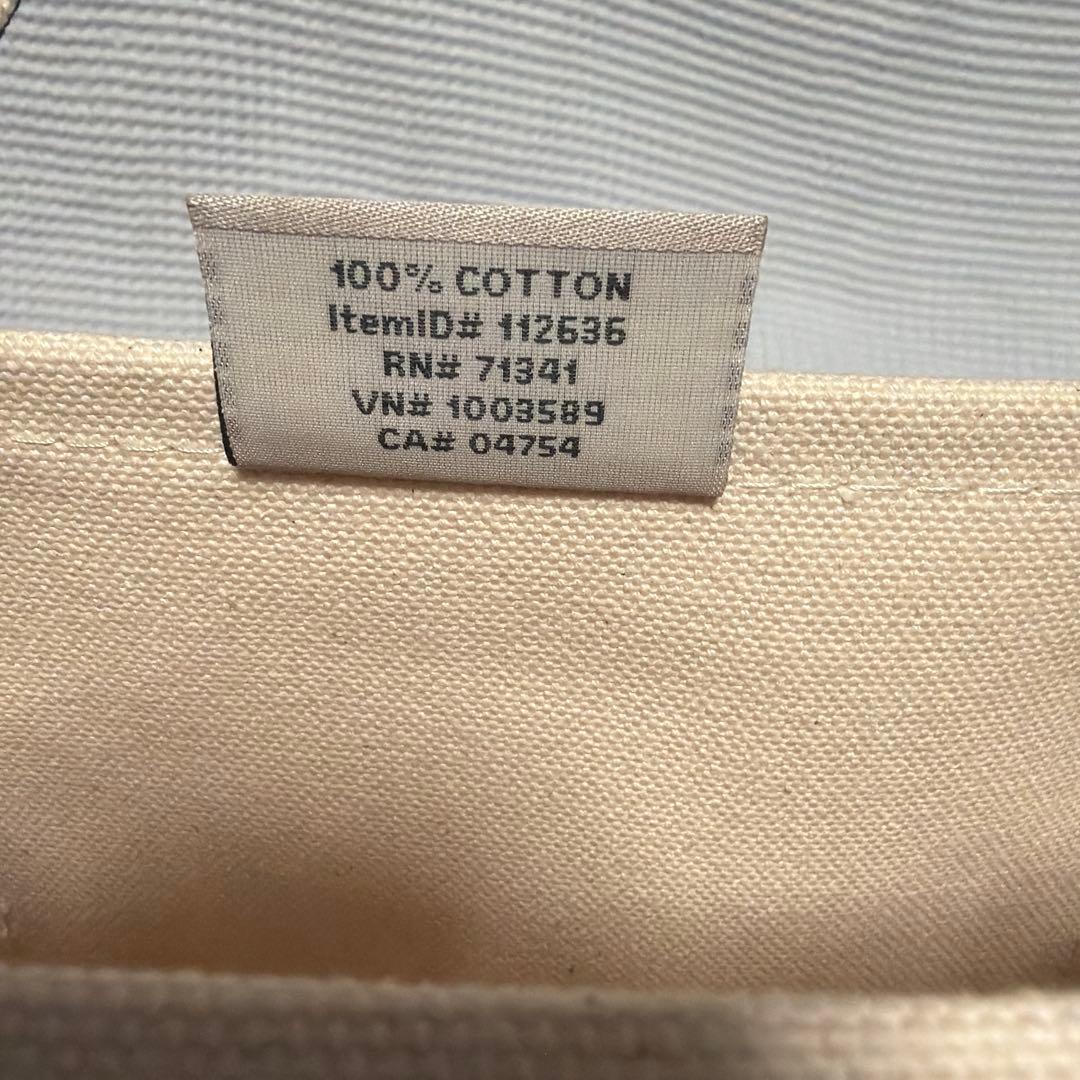 100% COTTON
ItemID# 112636
RN# 71341
VN# 1003589
CA# 04754